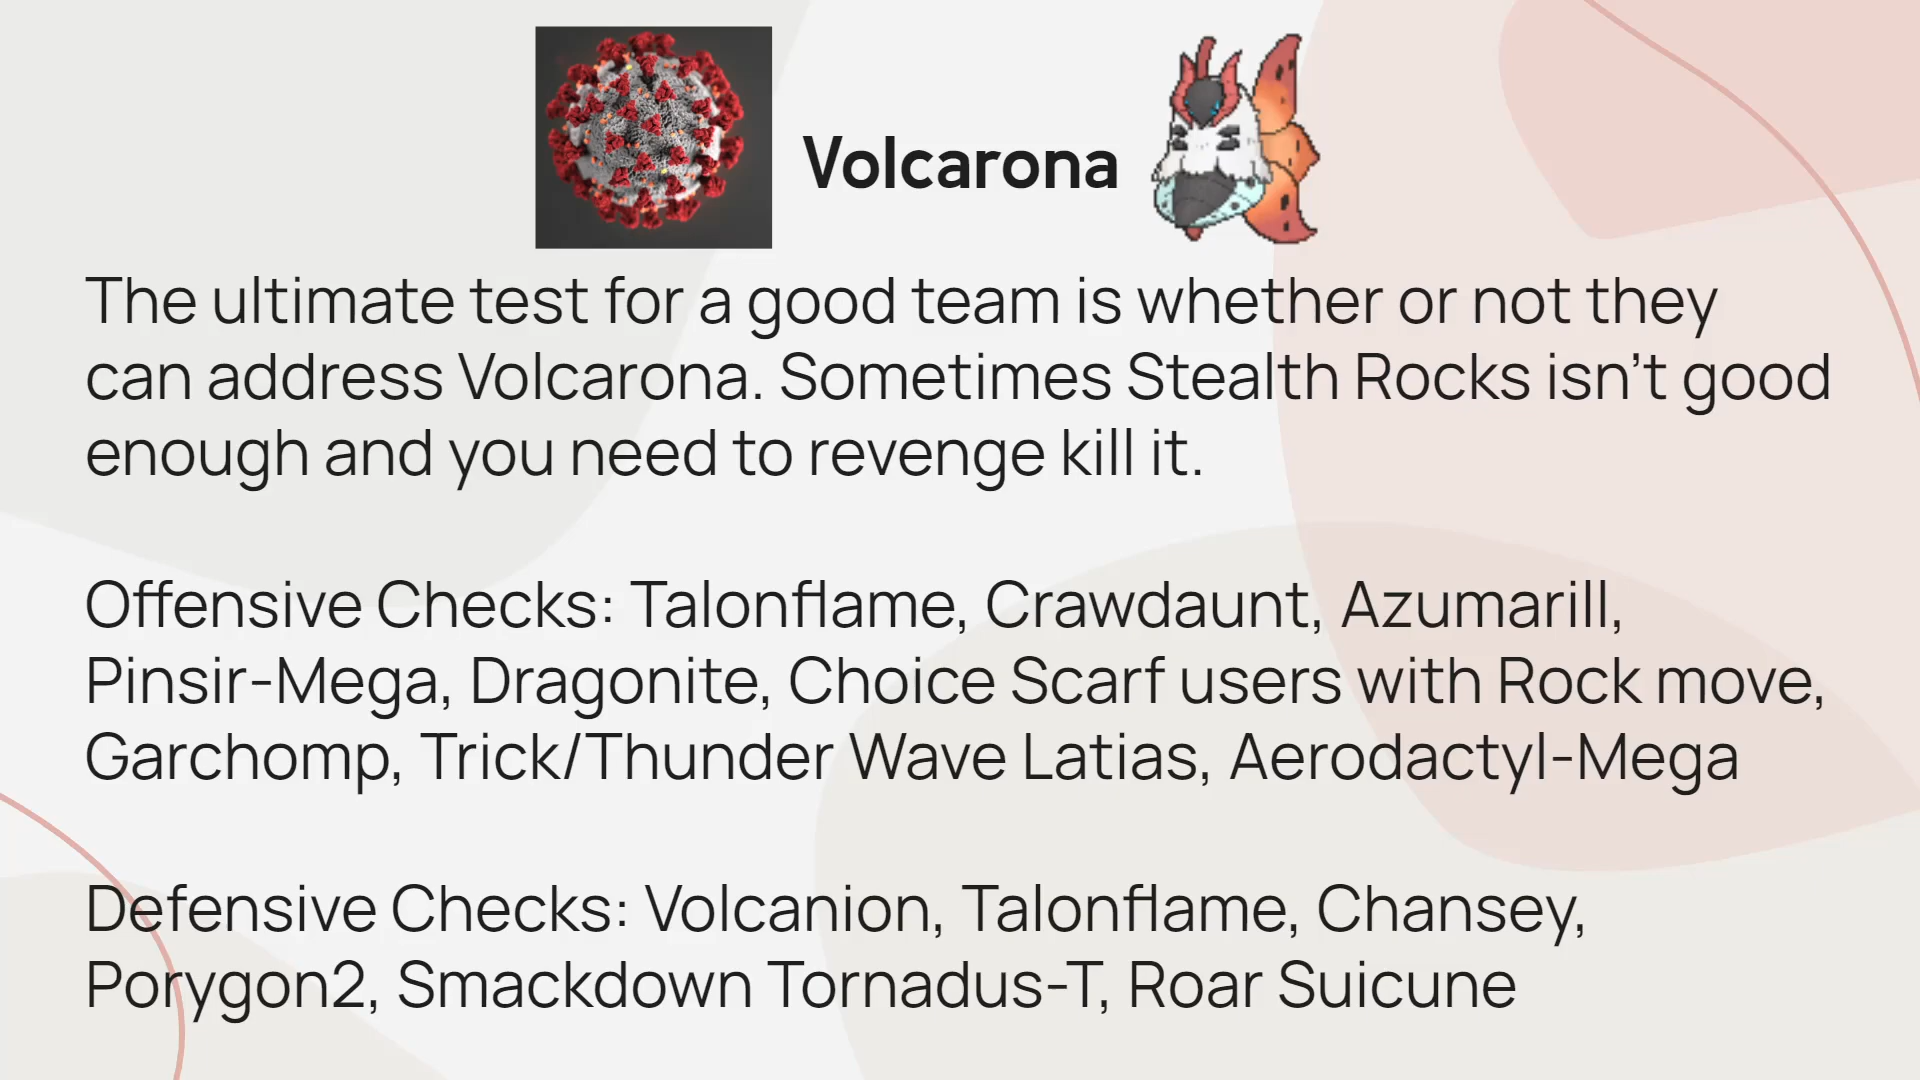 Volcarona
The ultimate test for a good team is whether or not they
can address Volcarona. Sometimes Stealth Rocks isn't good
enough and you need to revenge kill it.
Offensive Checks: Talonflame, Crawdaunt, Azumarill,
Pinsir-Mega, Dragonite, Choice Scarf users with Rock move,
Garchomp, Trick/Thunder Wave Latias, Aerodactyl-Mega
Defensive Checks: Volcanion, Talonflame, Chansey,
Porygon2, Smackdown Tornadus-T, Roar Suicune